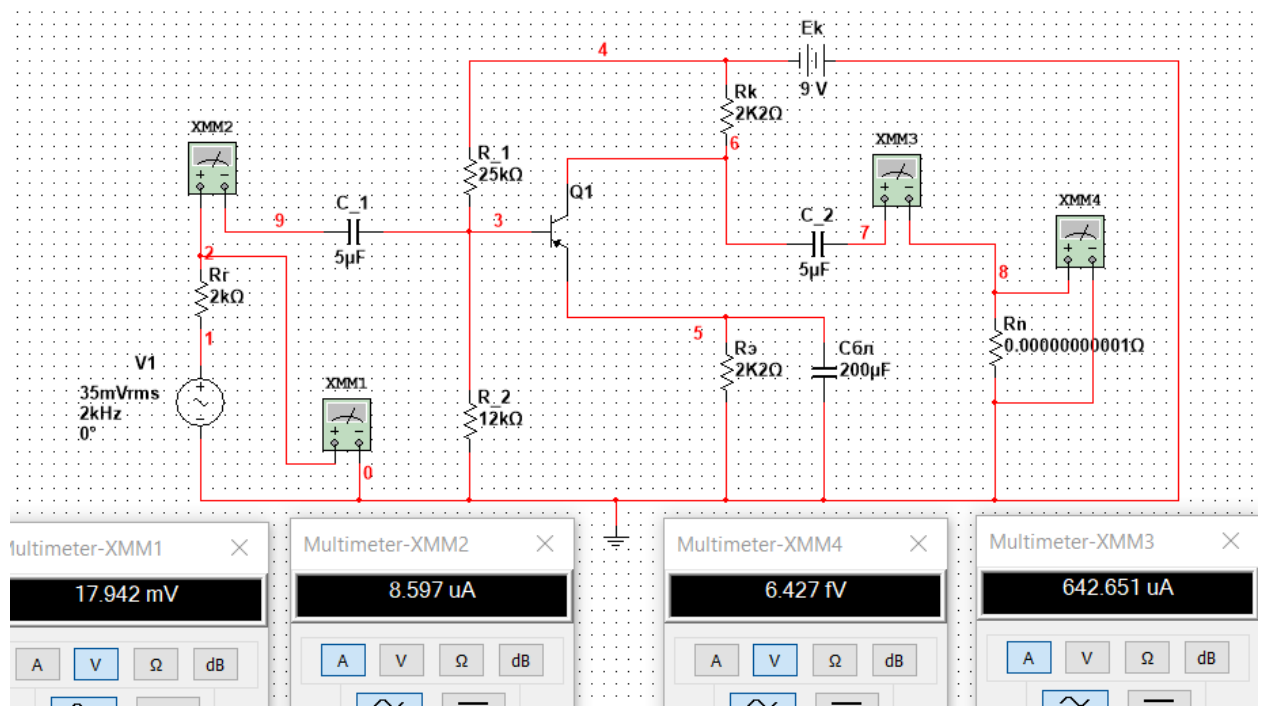 Ek
9 V
4
Rk
2K2Ω
6
XMM2
XMM3
R_1
25kΩ
Q1
XMM4
C_1
5µF
9
3
C_2
5µF
7
2
Rг
2kΩ
8
1
V1
35mVrms
2kHz
0°
XMM1
0
R_2
12kΩ
5
Rэ
2K2Ω
Cбл
200µF
Rn
0.00000000001Ω
Multimeter-XMM1
17.942 mV
A V Ω dB
Multimeter-XMM2
8.597 uA
A V Ω dB
Multimeter-XMM4
6.427 fV
A V Ω dB
Multimeter-XMM3
642.651 uA
A V Ω dB